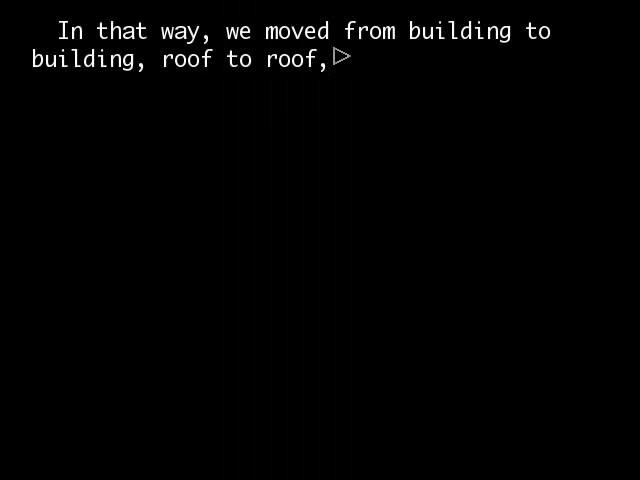 In that way, we moved from building to
building, roof to roof,